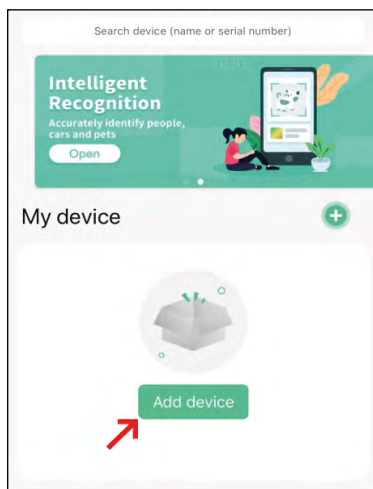 Search device (name or serial number)
Intelligent
Recognition
Accurately identify people,
cars and pets
Open
My device
Add device